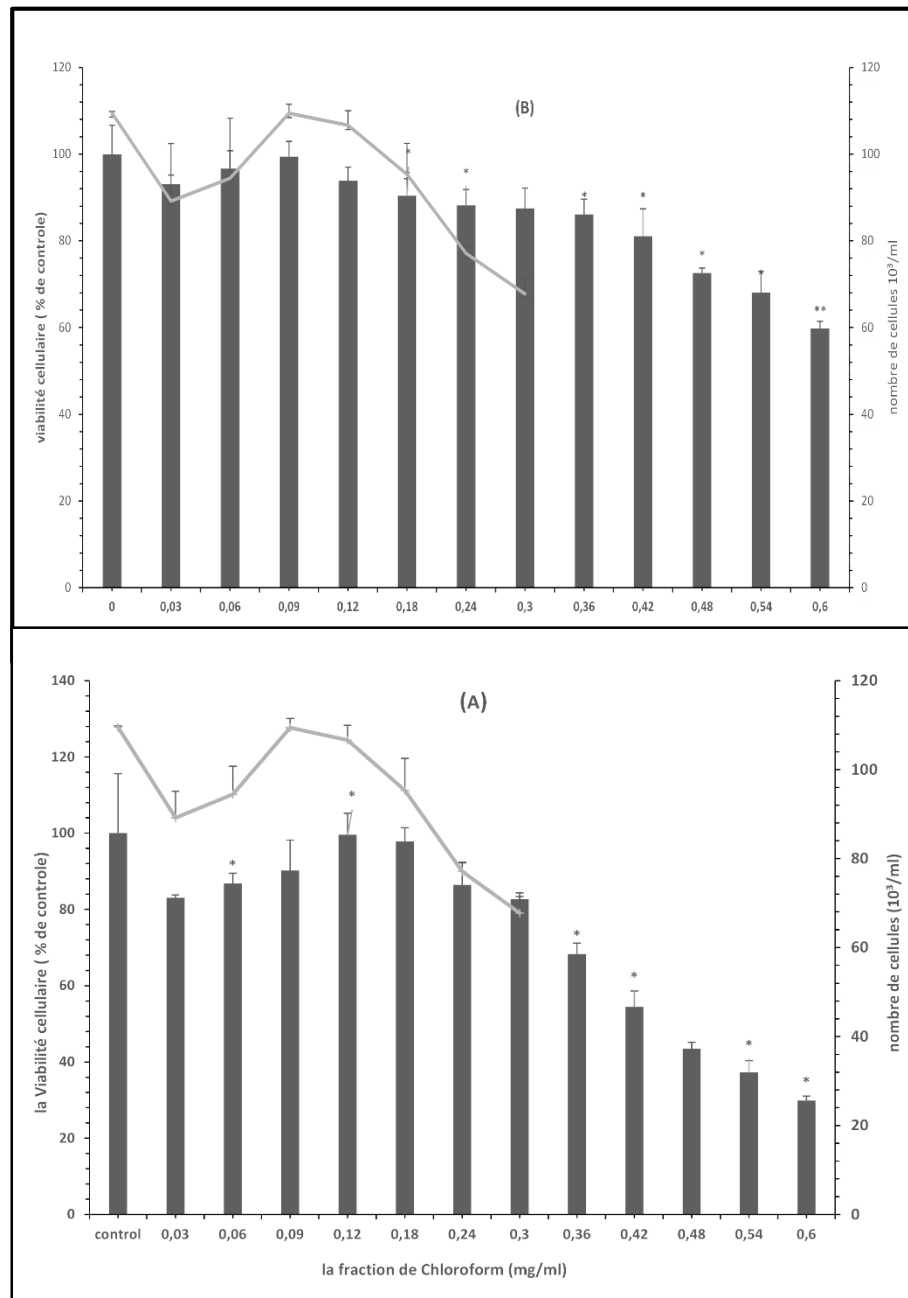 (B)
viabilité cellulaire ( % de controle)
nombre de cellules 10³/ml
120
100
80
60
40
20
0
120
100
80
60
40
20
0
* * * * * * **
0 0,03 0,06 0,09 0,12 0,18 0,24 0,3 0,36 0,42 0,48 0,54 0,6
(A)
la Viabilité cellulaire ( % de controle)
nombre de cellules (10³/ml)
140
120
100
80
60
40
20
0
120
100
80
60
40
20
0
* * * * * *
control 0,03 0,06 0,09 0,12 0,18 0,24 0,3 0,36 0,42 0,48 0,54 0,6
la fraction de Chloroform (mg/ml)